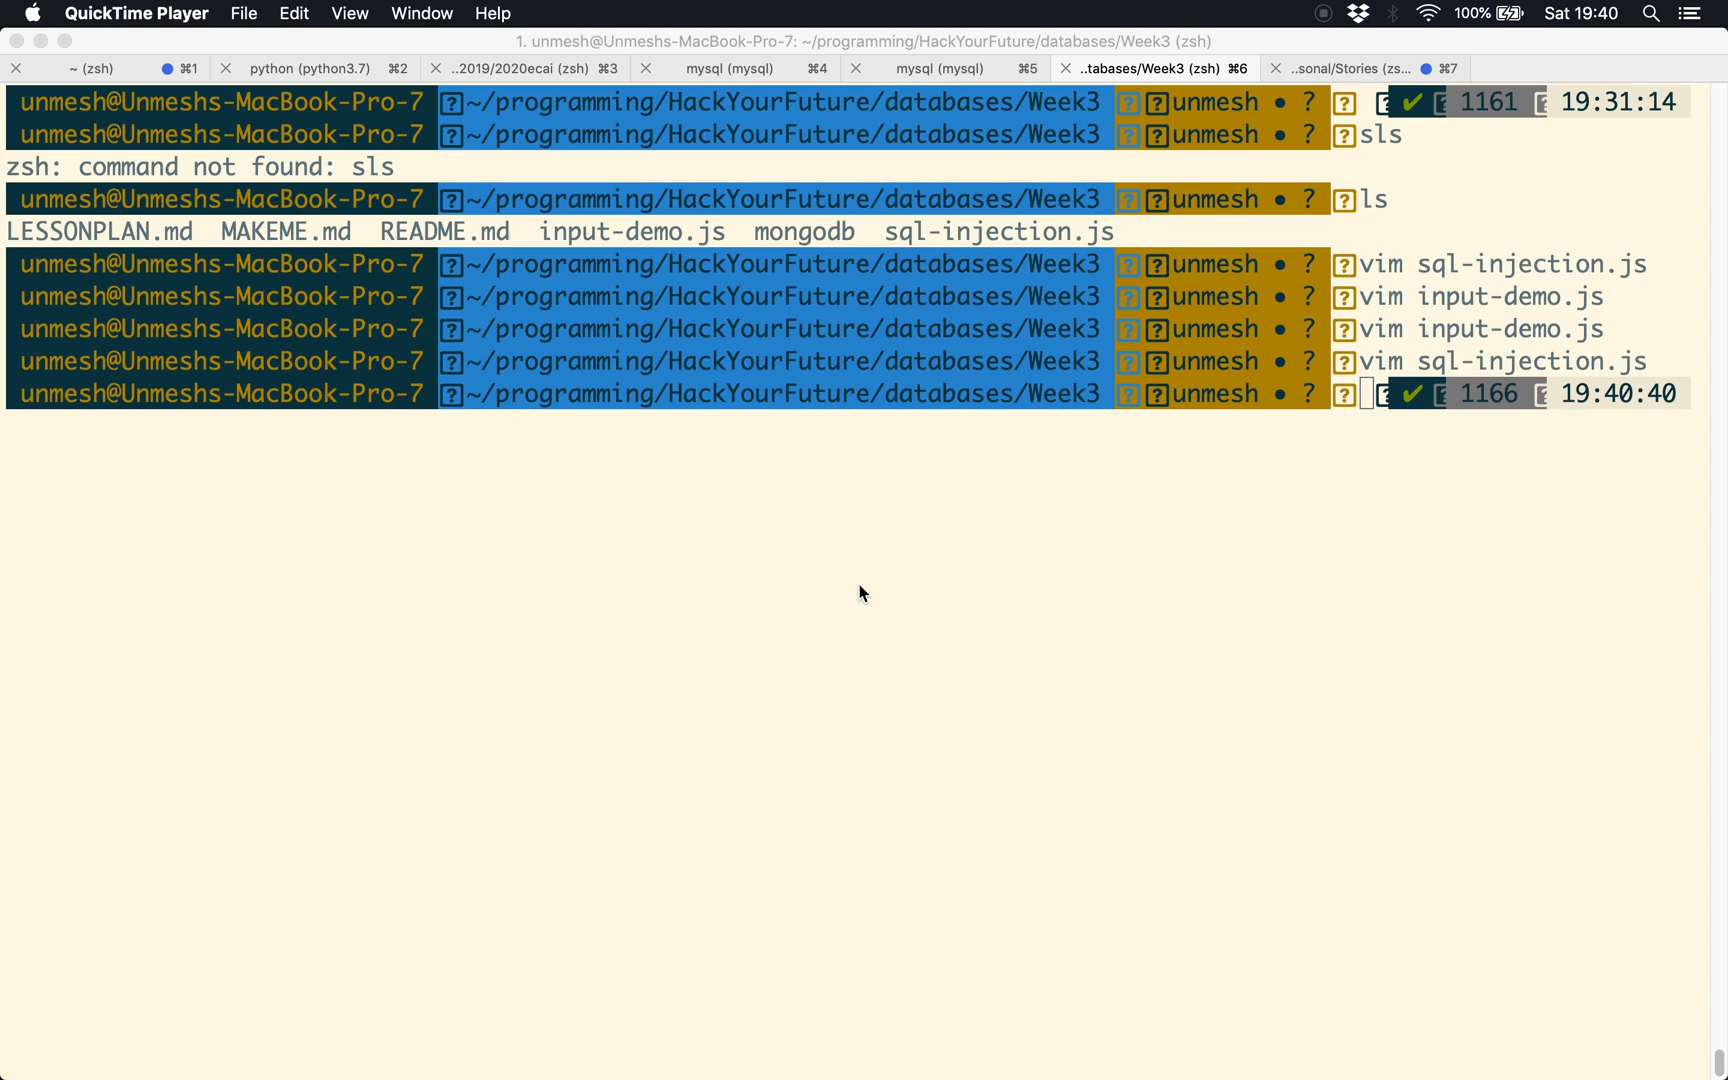 QuickTime Player File Edit View Window Help 100% Sat 19:40
1. unmesh@Unmeshs-MacBook-Pro-7: ~/programming/HackYourFuture/databases/Week3 (zsh)
~ (zsh) ⌘1 python (python3.7) ⌘2 ..2019/2020ecai (zsh) ⌘3 mysql (mysql) ⌘4 mysql (mysql) ⌘5 ..tabases/Week3 (zsh) ⌘6 ..sonal/Stories (zs... ⌘7
unmesh@Unmeshs-MacBook-Pro-7 ?~/programming/HackYourFuture/databases/Week3 ??unmesh • ? ? ?✔ ? 1161 ? 19:31:14
unmesh@Unmeshs-MacBook-Pro-7 ?~/programming/HackYourFuture/databases/Week3 ??unmesh • ? ?sls
zsh: command not found: sls
unmesh@Unmeshs-MacBook-Pro-7 ?~/programming/HackYourFuture/databases/Week3 ??unmesh • ? ?ls
LESSONPLAN.md MAKEME.md README.md input-demo.js mongodb sql-injection.js
unmesh@Unmeshs-MacBook-Pro-7 ?~/programming/HackYourFuture/databases/Week3 ??unmesh • ? ?vim sql-injection.js
unmesh@Unmeshs-MacBook-Pro-7 ?~/programming/HackYourFuture/databases/Week3 ??unmesh • ? ?vim input-demo.js
unmesh@Unmeshs-MacBook-Pro-7 ?~/programming/HackYourFuture/databases/Week3 ??unmesh • ? ?vim input-demo.js
unmesh@Unmeshs-MacBook-Pro-7 ?~/programming/HackYourFuture/databases/Week3 ??unmesh • ? ?vim sql-injection.js
unmesh@Unmeshs-MacBook-Pro-7 ?~/programming/HackYourFuture/databases/Week3 ??unmesh • ? ? ?✔ ? 1166 ? 19:40:40